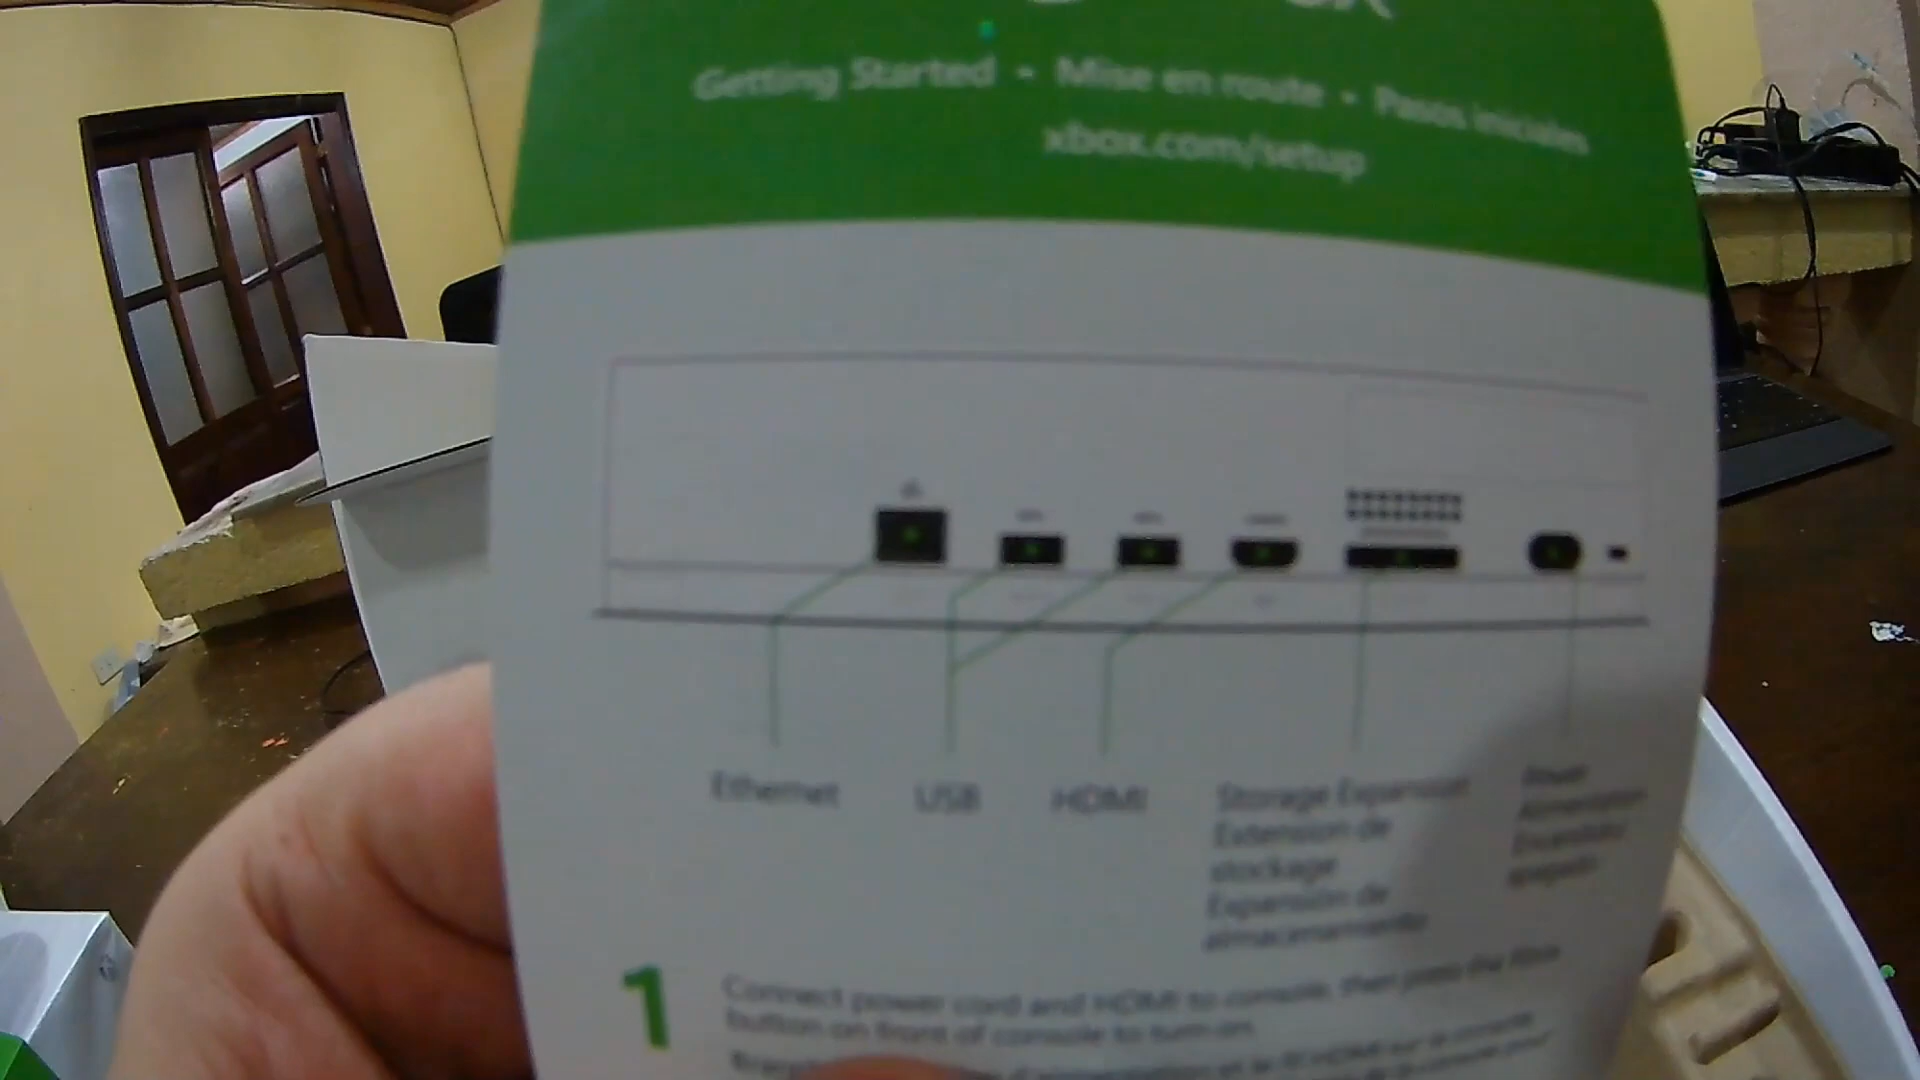 Getting Started - Mise en route • Pasos iniciales
xbox.com/setup
Ethernet
USB
HDMI
Storage Expansion
Extension de
stockage
Expansión de
almacenamiento
Power
Alimentation
1
Connect power cord and HDMI to console, then press the Xbox
button on front of console to turn on.